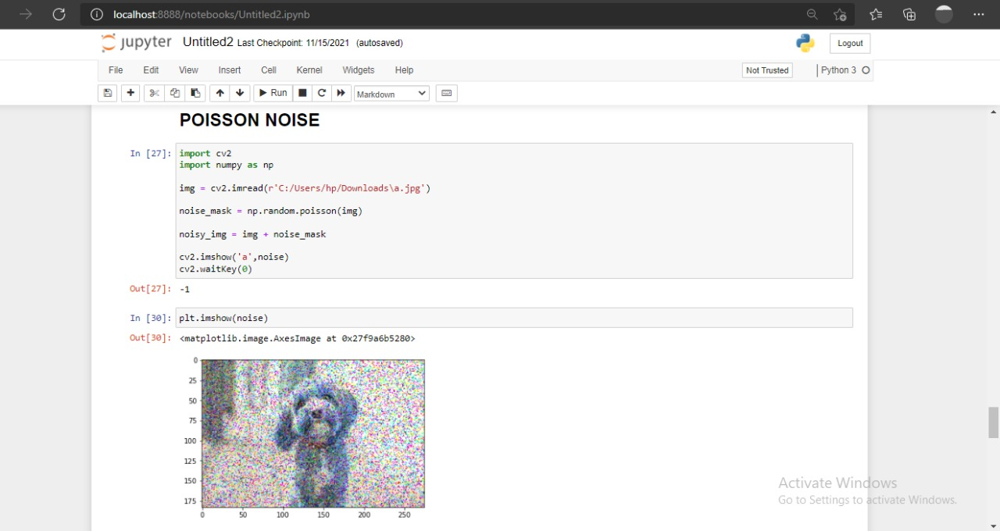 localhost:8888/notebooks/Untitled2.ipynb
jupyter Untitled2 Last Checkpoint: 11/15/2021 (autosaved)
Logout
File Edit View Insert Cell Kernel Widgets Help
Not Trusted
Python 3
Run
Markdown
POISSON NOISE
In [27]: import cv2
import numpy as np
img = cv2.imread(r'C:/Users/hp/Downloads\a.jpg')
noise_mask = np.random.poisson(img)
noisy_img = img + noise_mask
cv2.imshow('a',noise)
cv2.waitKey(0)
Out[27]: -1
In [30]: plt.imshow(noise)
Out[30]: <matplotlib.image.AxesImage at 0x27f9a6b5280>
0
25
50
75
100
125
150
175
0 50 100 150 200 250
Activate Windows
Go to Settings to activate Windows.